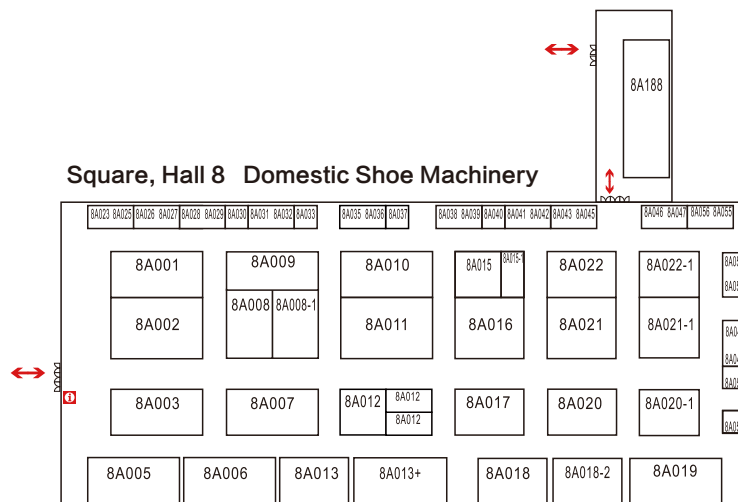 8A188
Square, Hall 8 Domestic Shoe Machinery
8A023 8A025 8A026 8A027 8A028 8A029 8A030 8A031 8A032 8A033 8A035 8A036 8A037 8A038 8A039 8A040 8A041 8A042 8A043 8A045 8A046 8A047 8A056 8A055
8A001 8A009 8A010 8A015 8A015-1 8A022 8A022-1
8A002 8A008 8A008-1 8A011 8A016 8A021 8A021-1
8A003 8A007 8A012 8A012 8A017 8A020 8A020-1
8A012
8A005 8A006 8A013 8A013+ 8A018 8A018-2 8A019